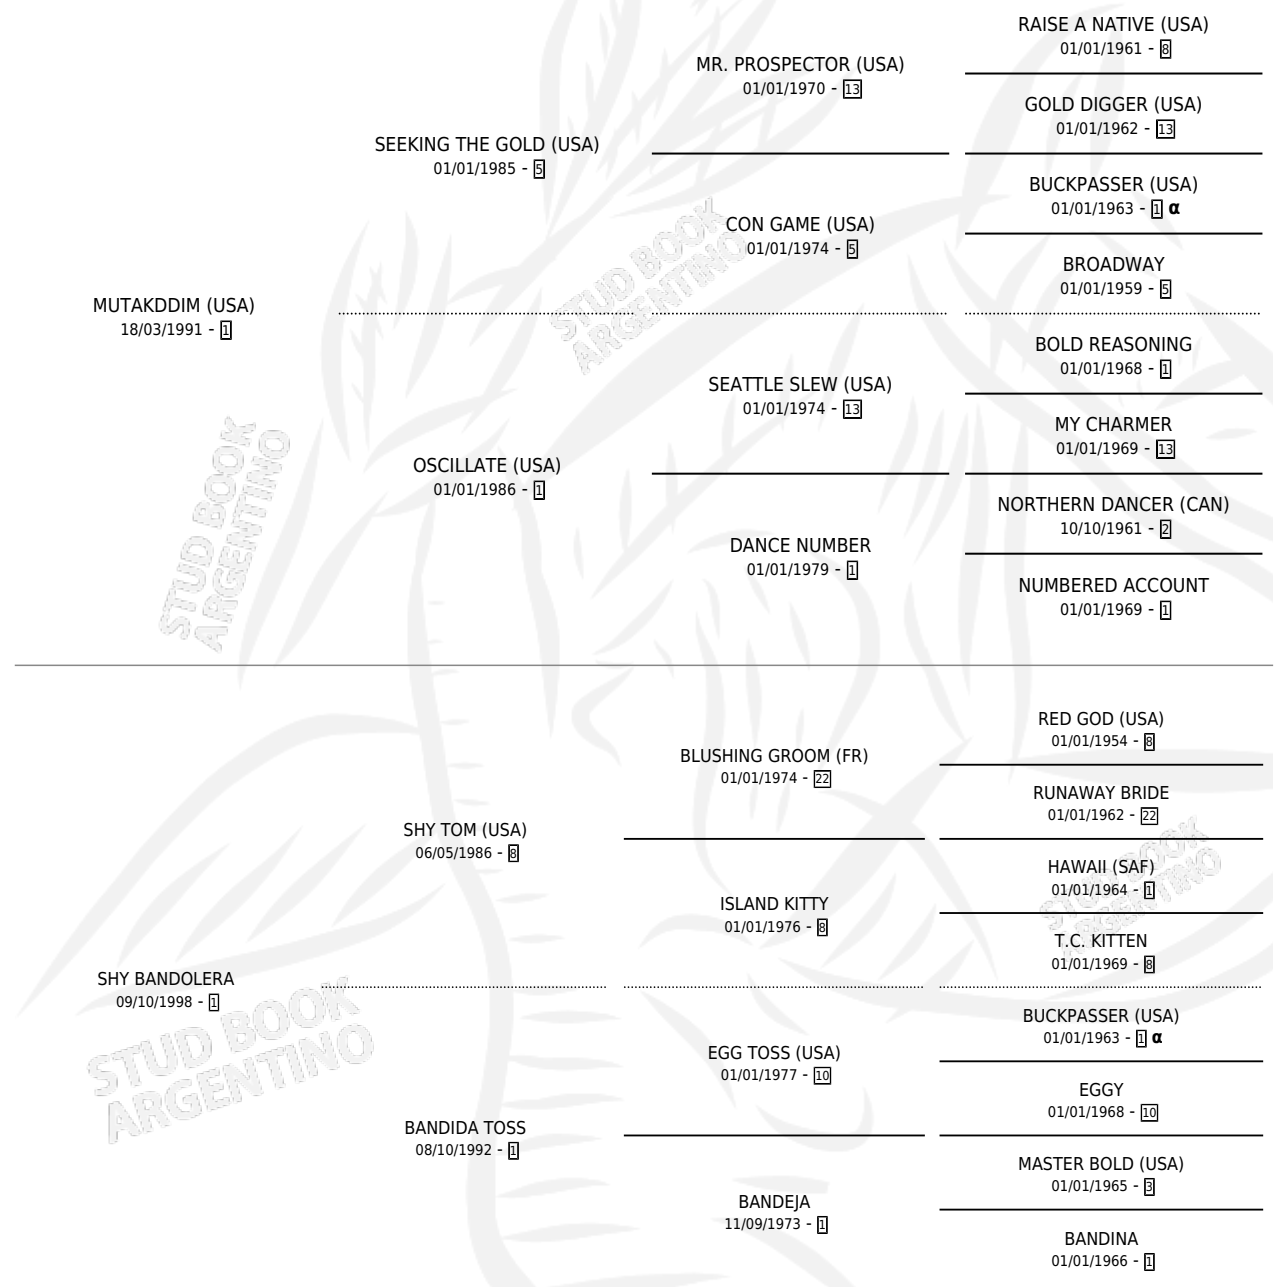 RAISE A NATIVE (USA)
01/01/1961 - 8
MR. PROSPECTOR (USA)
01/01/1970 - 13
GOLD DIGGER (USA)
01/01/1962 - 13
SEEKING THE GOLD (USA)
01/01/1985 - 5
BUCKPASSER (USA)
01/01/1963 - 1 α
CON GAME (USA)
01/01/1974 - 5
BROADWAY
01/01/1959 - 5
MUTAKDDIM (USA)
18/03/1991 - 1
BOLD REASONING
01/01/1968 - 1
SEATTLE SLEW (USA)
01/01/1974 - 13
MY CHARMER
01/01/1969 - 13
OSCILLATE (USA)
01/01/1986 - 1
NORTHERN DANCER (CAN)
10/10/1961 - 2
DANCE NUMBER
01/01/1979 - 1
NUMBERED ACCOUNT
01/01/1969 - 1
RED GOD (USA)
01/01/1954 - 8
BLUSHING GROOM (FR)
01/01/1974 - 22
RUNAWAY BRIDE
01/01/1962 - 22
SHY TOM (USA)
06/05/1986 - 8
HAWAII (SAF)
01/01/1964 - 1
ISLAND KITTY
01/01/1976 - 8
T.C. KITTEN
01/01/1969 - 8
SHY BANDOLERA
09/10/1998 - 1
BUCKPASSER (USA)
01/01/1963 - 1 α
EGG TOSS (USA)
01/01/1977 - 10
EGGY
01/01/1968 - 10
BANDIDA TOSS
08/10/1992 - 1
MASTER BOLD (USA)
01/01/1965 - 3
BANDEJA
11/09/1973 - 1
BANDINA
01/01/1966 - 1
STUD BOOK
ARGENTINO
STUD BOOK
ARGENTINO
STUD BOOK
ARGENTINO
STUD BOOK
ARGENTINO